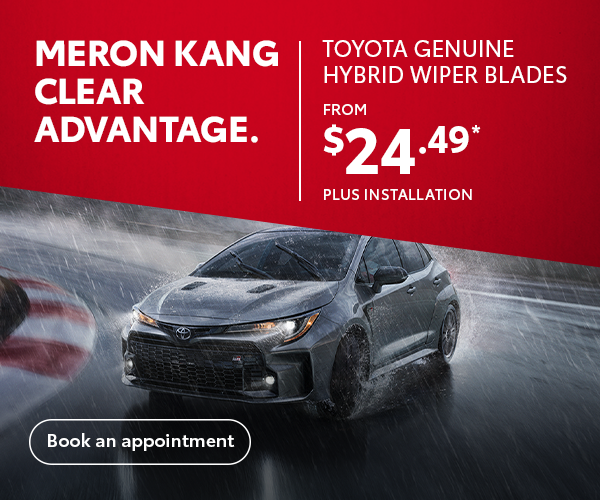 MERON KANG
CLEAR
ADVANTAGE.
TOYOTA GENUINE
HYBRID WIPER BLADES
FROM
$24.49*
PLUS INSTALLATION
Book an appointment